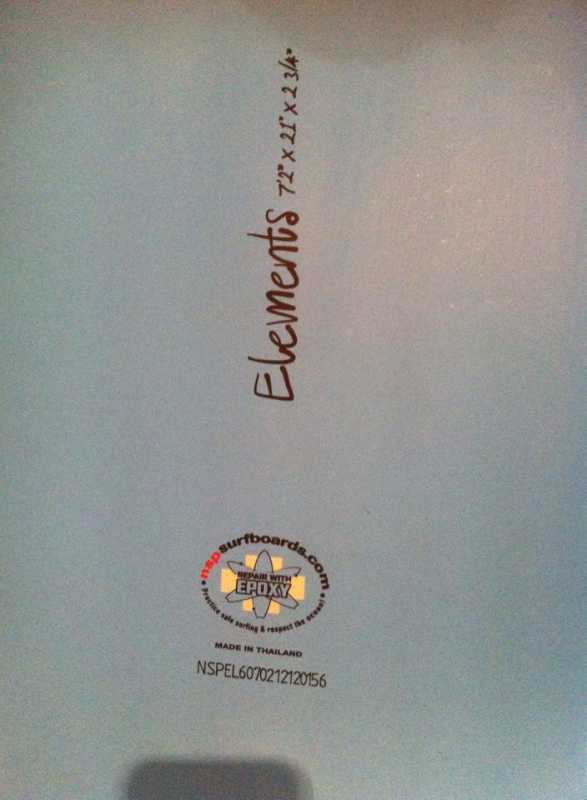 Elements 7'2" x 21" x 2 3/4"
nspsurfboards.com
REPAIR WITH
EPOXY
Practice safe surfing & respect the ocean!
MADE IN THAILAND
NSPEL6070212120156